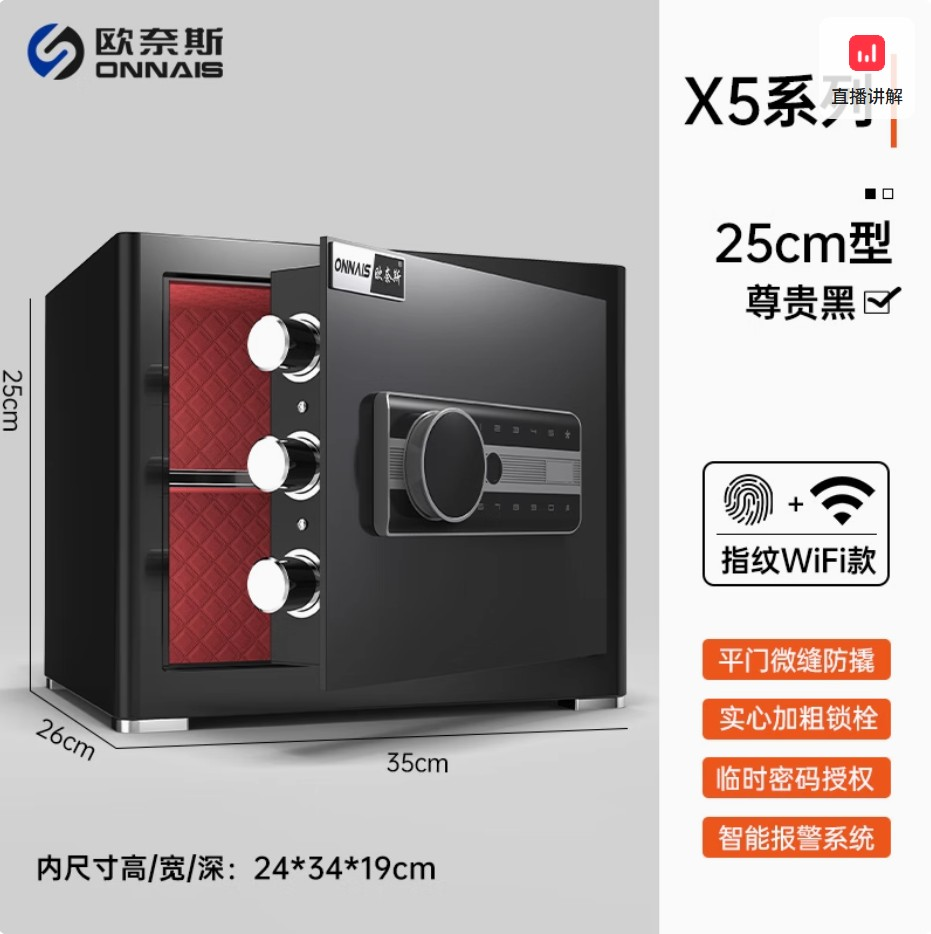 欧奈斯
ONNAIS
X5系列
直播讲解
25cm型
尊贵黑
ONNAIS 欧奈斯
25cm
26cm
35cm
+
指纹WiFi款
平门微缝防撬
实心加粗锁栓
临时密码授权
智能报警系统
内尺寸高/宽/深：24*34*19cm